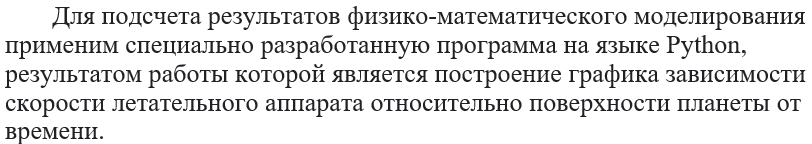 Для подсчета результатов физико-математического моделирования
применим специально разработанную программа на языке Python,
результатом работы которой является построение графика зависимости
скорости летательного аппарата относительно поверхности планеты от
времени.